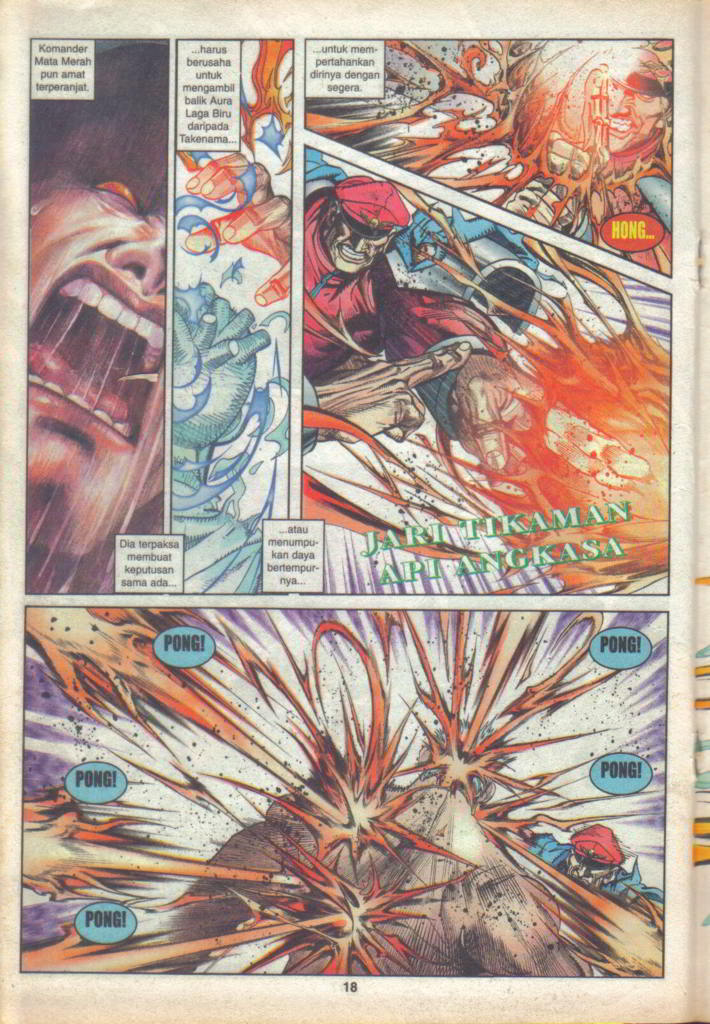 Komander
Mata Merah
pun amat
terperanjat.
Dia terpaksa
membuat
keputusan
sama ada...
...harus
berusaha
untuk
mengambil
balik Aura
Laga Biru
daripada
Takenama...
...atau
menumpu-
kan daya
bertempur-
nya...
...untuk mem-
pertahankan
dirinya dengan
segera.
HONG...
JARI TIKAMAN
API ANGKASA
PONG!
PONG!
PONG!
PONG!
PONG!
18